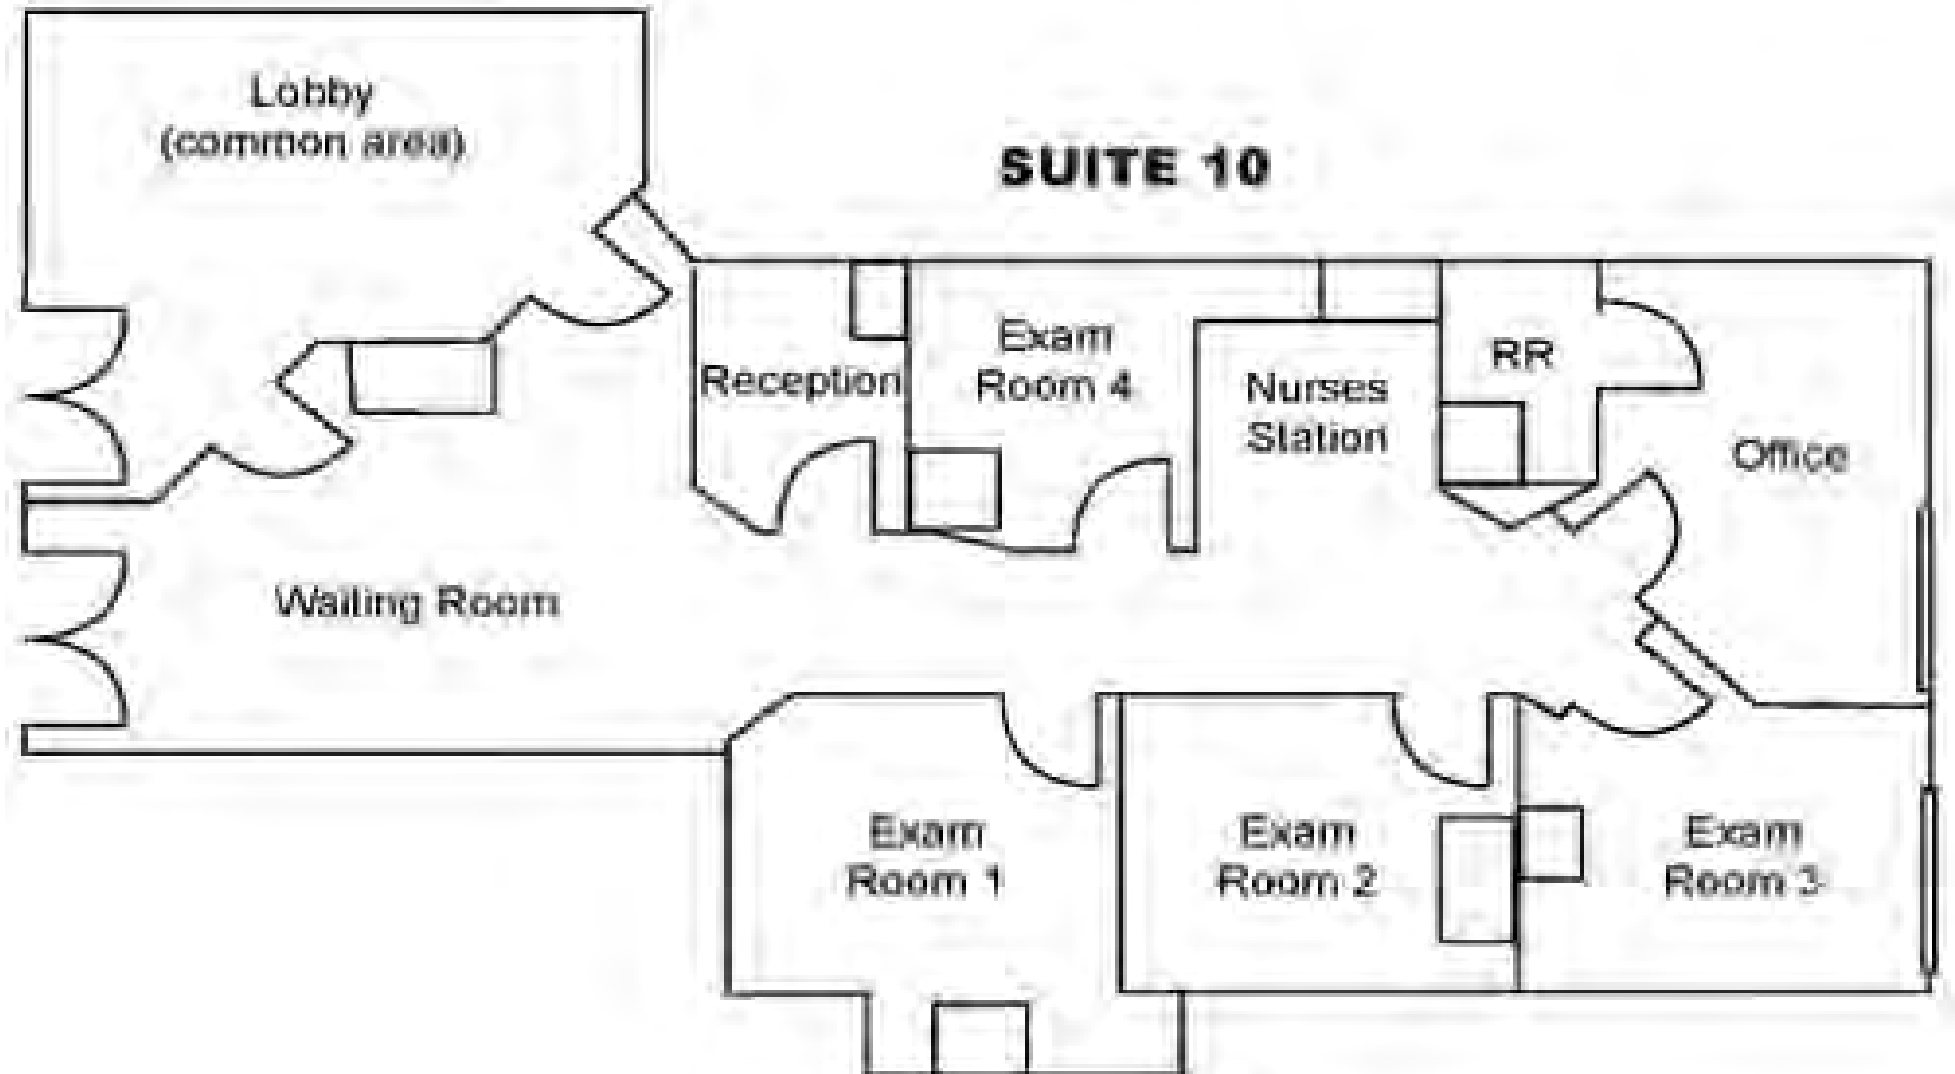 Lobby
(common area)
SUITE 10
Reception
Exam
Room 4
Nurses
Station
RR
Office
Waiting Room
Exam
Room 1
Exam
Room 2
Exam
Room 3